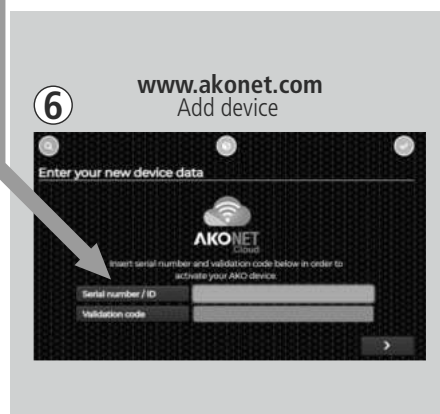 www.akonet.com
6
Add device
Enter your new device data
AKONET
Cloud
Insert serial number and validation code below in order to
activate your AKO device.
Serial number / ID
Validation code